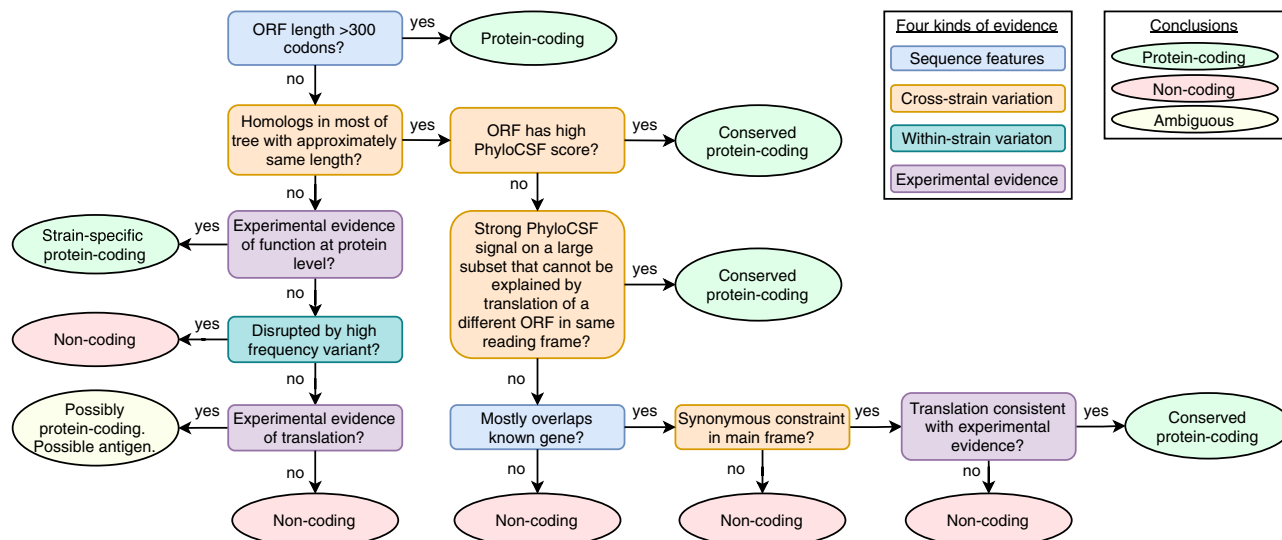 ORF length >300
codons?
yes
Protein-coding
no
Homologs in most of
tree with approximately
same length?
yes
ORF has high
PhyloCSF score?
yes
Conserved
protein-coding
no
no
Experimental evidence
of function at protein
level?
yes
Strain-specific
protein-coding
Strong PhyloCSF
signal on a large
subset that cannot be
explained by
translation of a
different ORF in same
reading frame?
yes
Conserved
protein-coding
no
Disrupted by high
frequency variant?
yes
Non-coding
no
no
Experimental evidence
of translation?
yes
Possibly
protein-coding.
Possible antigen.
Mostly overlaps
known gene?
yes
Synonymous constraint
in main frame?
yes
Translation consistent
with experimental
evidence?
yes
Conserved
protein-coding
no
no
no
no
Non-coding
Non-coding
Non-coding
Non-coding
Four kinds of evidence
Sequence features
Cross-strain variation
Within-strain variaton
Experimental evidence
Conclusions
Protein-coding
Non-coding
Ambiguous